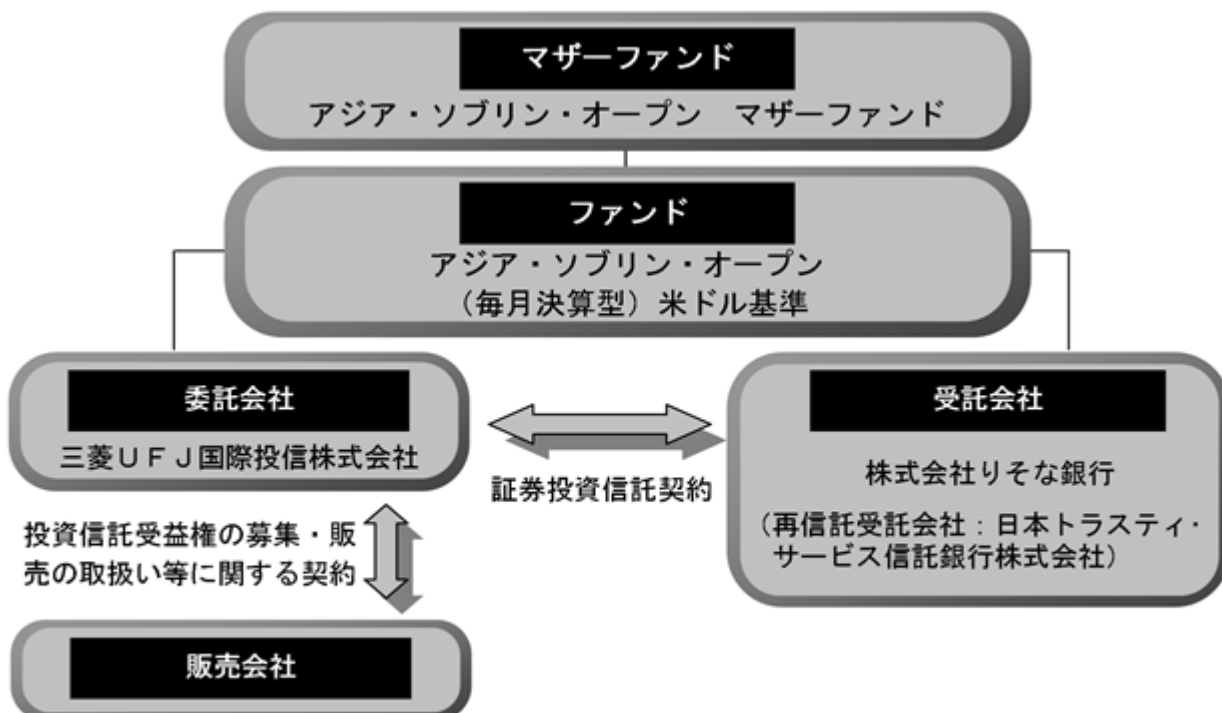 マザーファンド
アジア・ソブリン・オープン　マザーファンド
ファンド
アジア・ソブリン・オープン
（毎月決算型）米ドル基準
委託会社
三菱ＵＦＪ国際投信株式会社
証券投資信託契約
受託会社
株式会社りそな銀行
（再信託受託会社：日本トラスティ・
サービス信託銀行株式会社）
投資信託受益権の募集・販
売の取扱い等に関する契約
販売会社